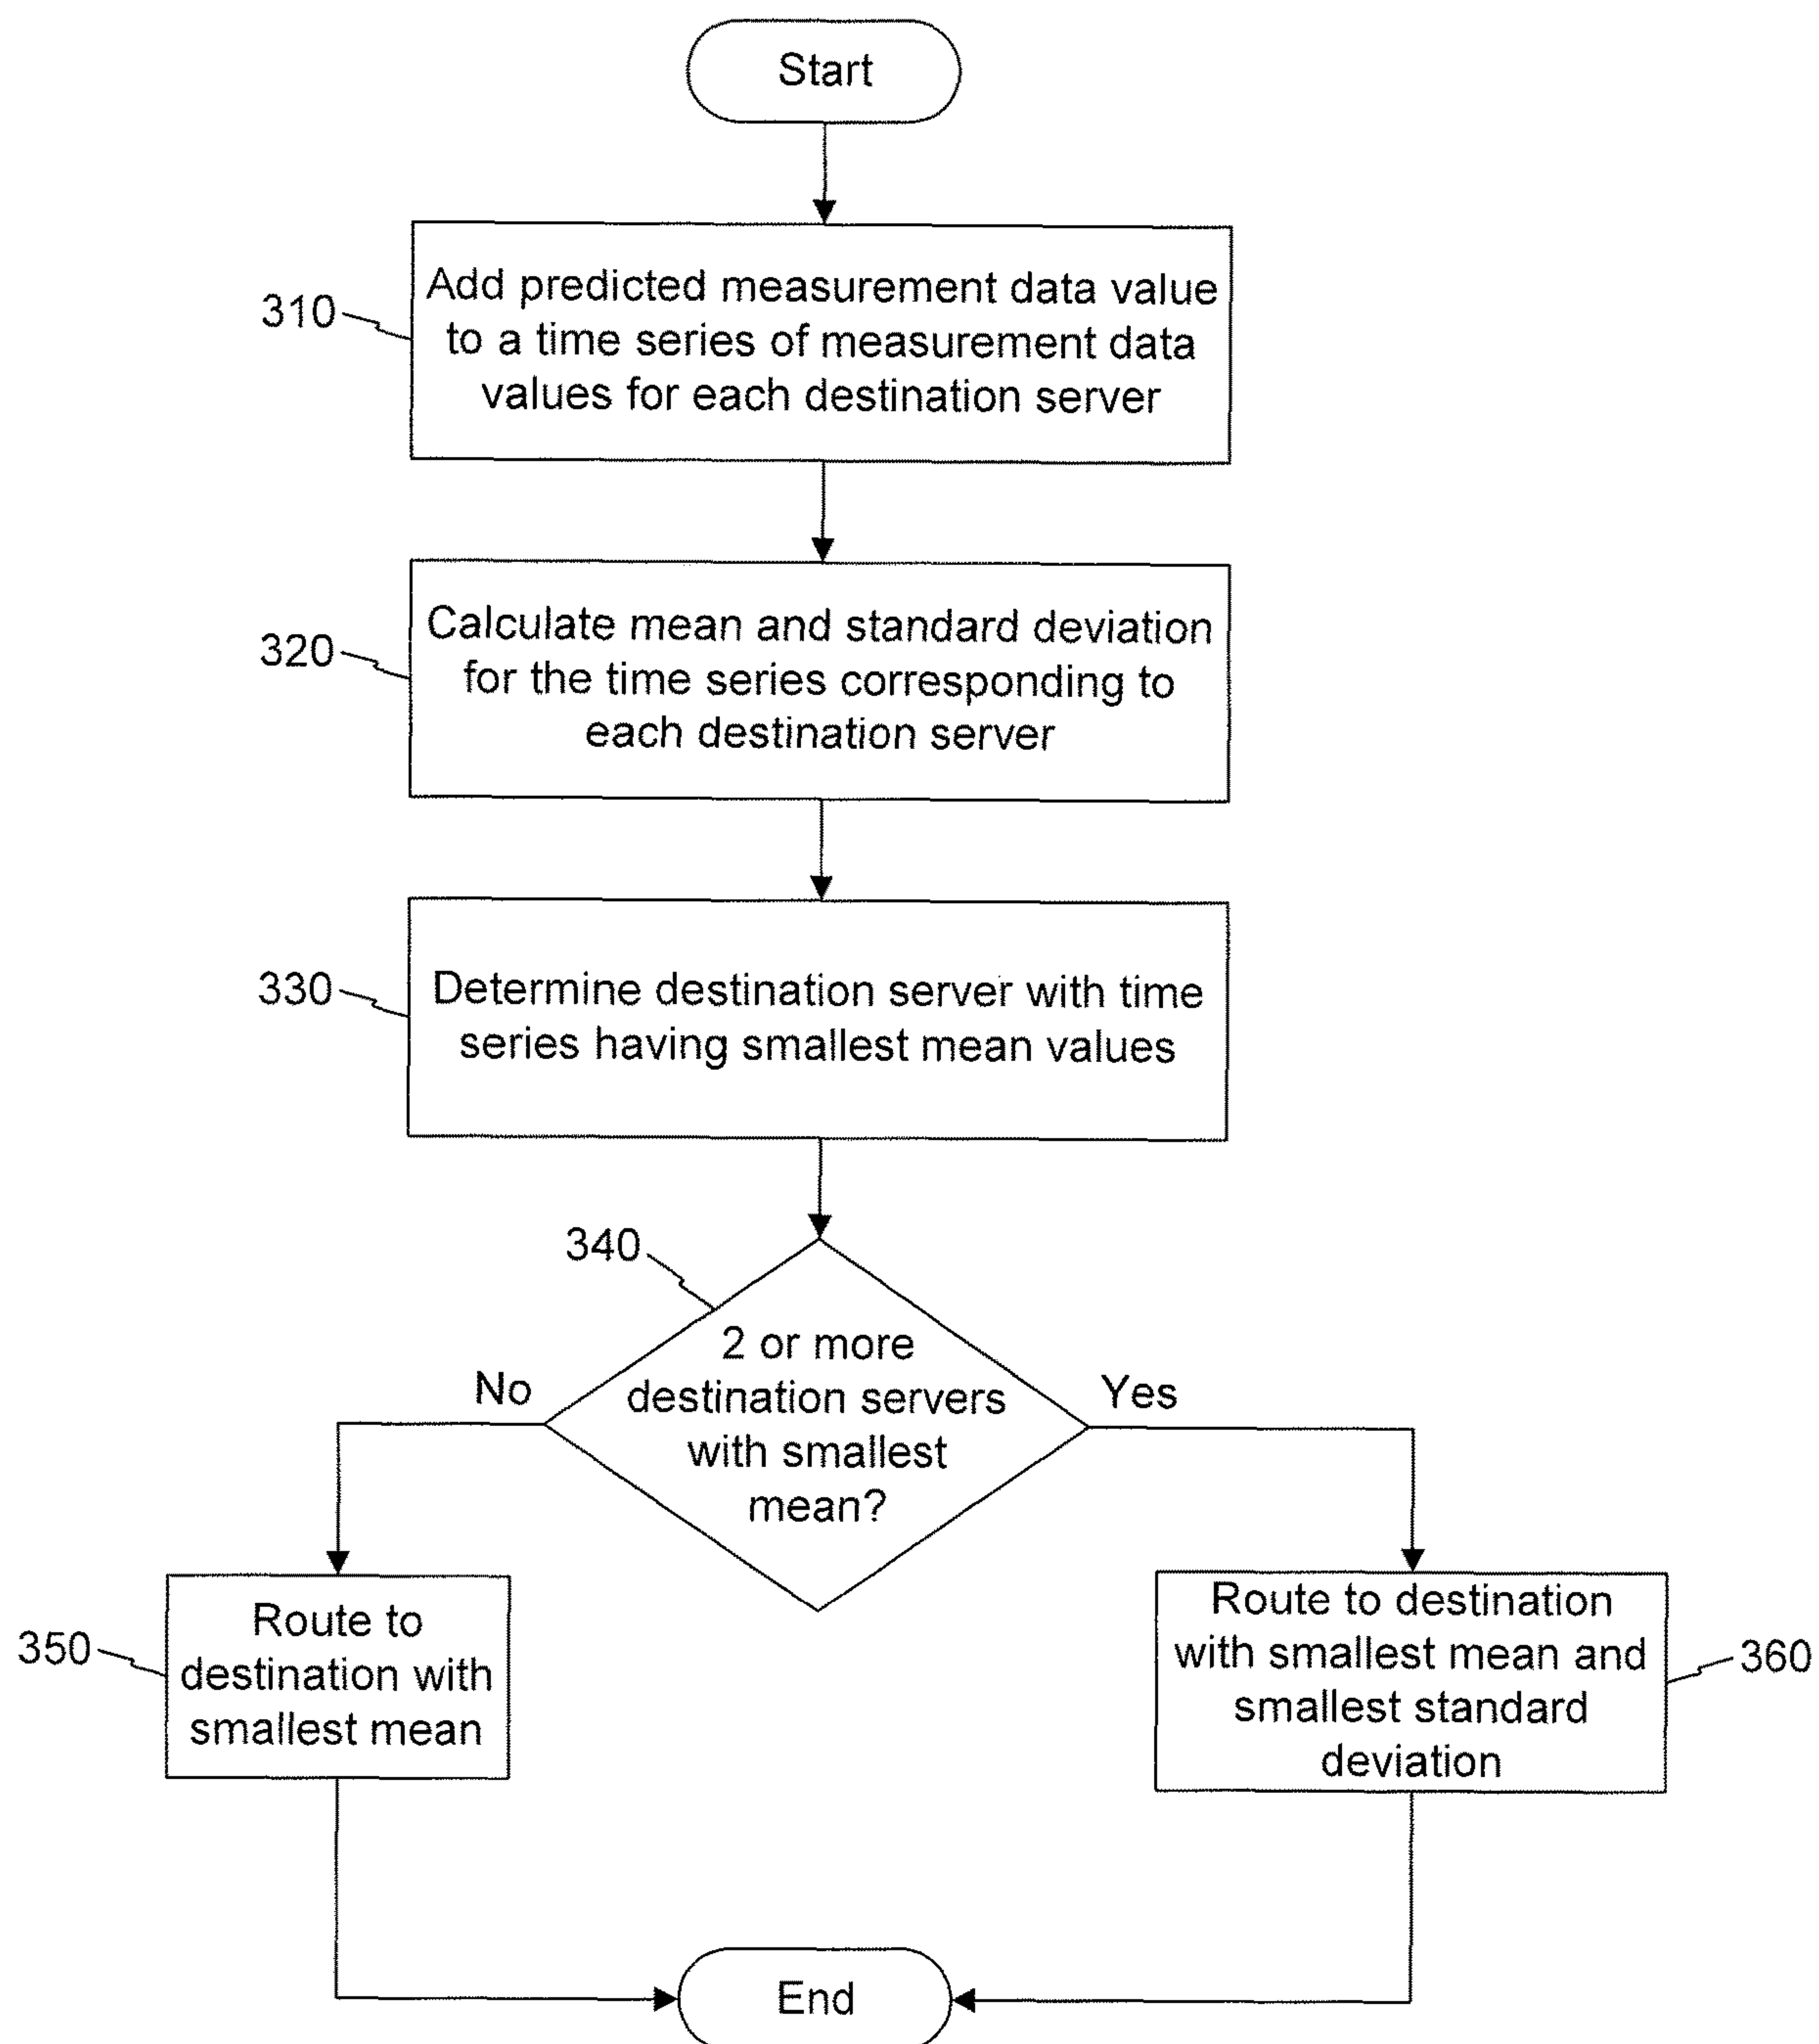 Start
310
Add predicted measurement data value
to a time series of measurement data
values for each destination server
320
Calculate mean and standard deviation
for the time series corresponding to
each destination server
330
Determine destination server with time
series having smallest mean values
340
2 or more
destination servers
with smallest
mean?
No
Yes
350
Route to
destination with
smallest mean
Route to destination
with smallest mean and
smallest standard
deviation
360
End